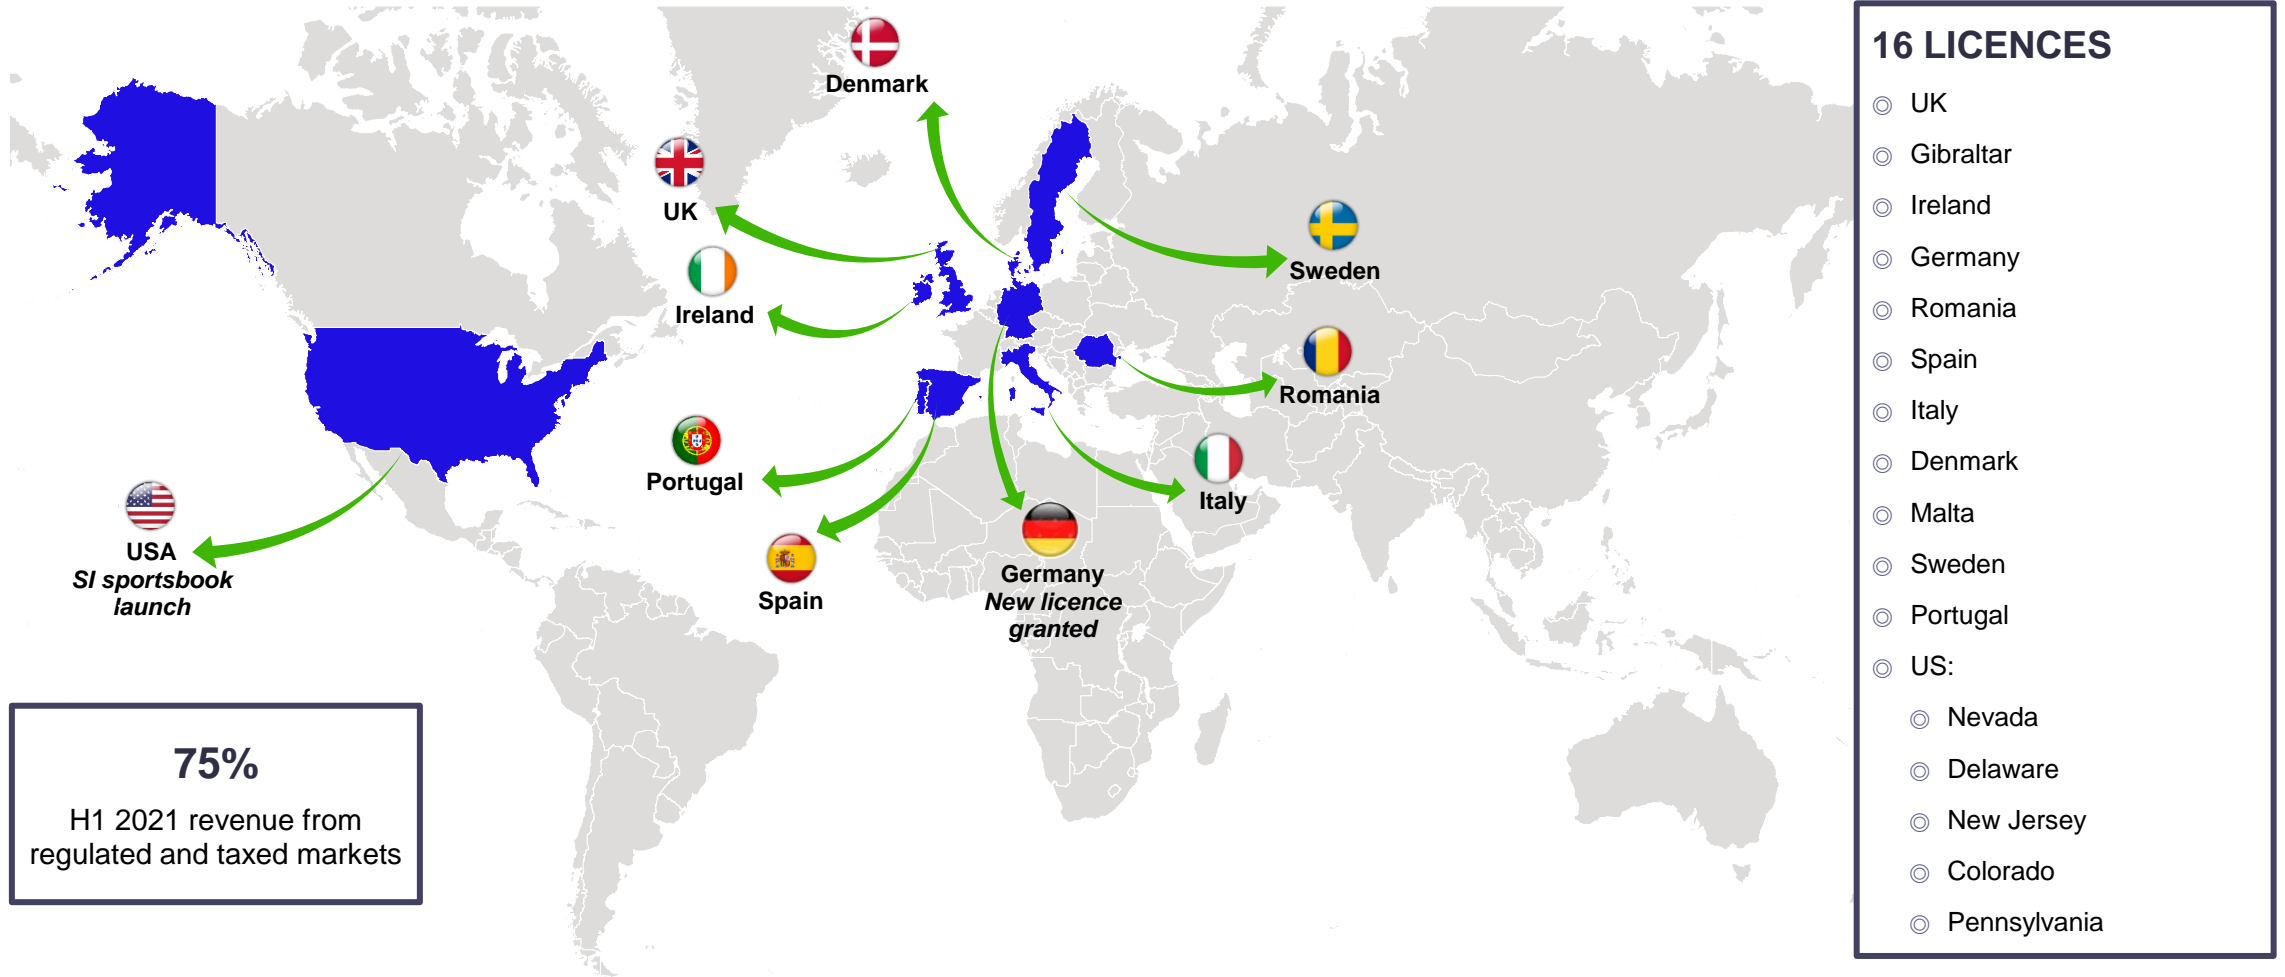 Denmark
UK
Ireland
Sweden
Romania
Portugal
Italy
USA
SI sportsbook
launch
Spain
Germany
New licence
granted
75%
H1 2021 revenue from
regulated and taxed markets
16 LICENCES
UK
Gibraltar
Ireland
Germany
Romania
Spain
Italy
Denmark
Malta
Sweden
Portugal
US:
Nevada
Delaware
New Jersey
Colorado
Pennsylvania